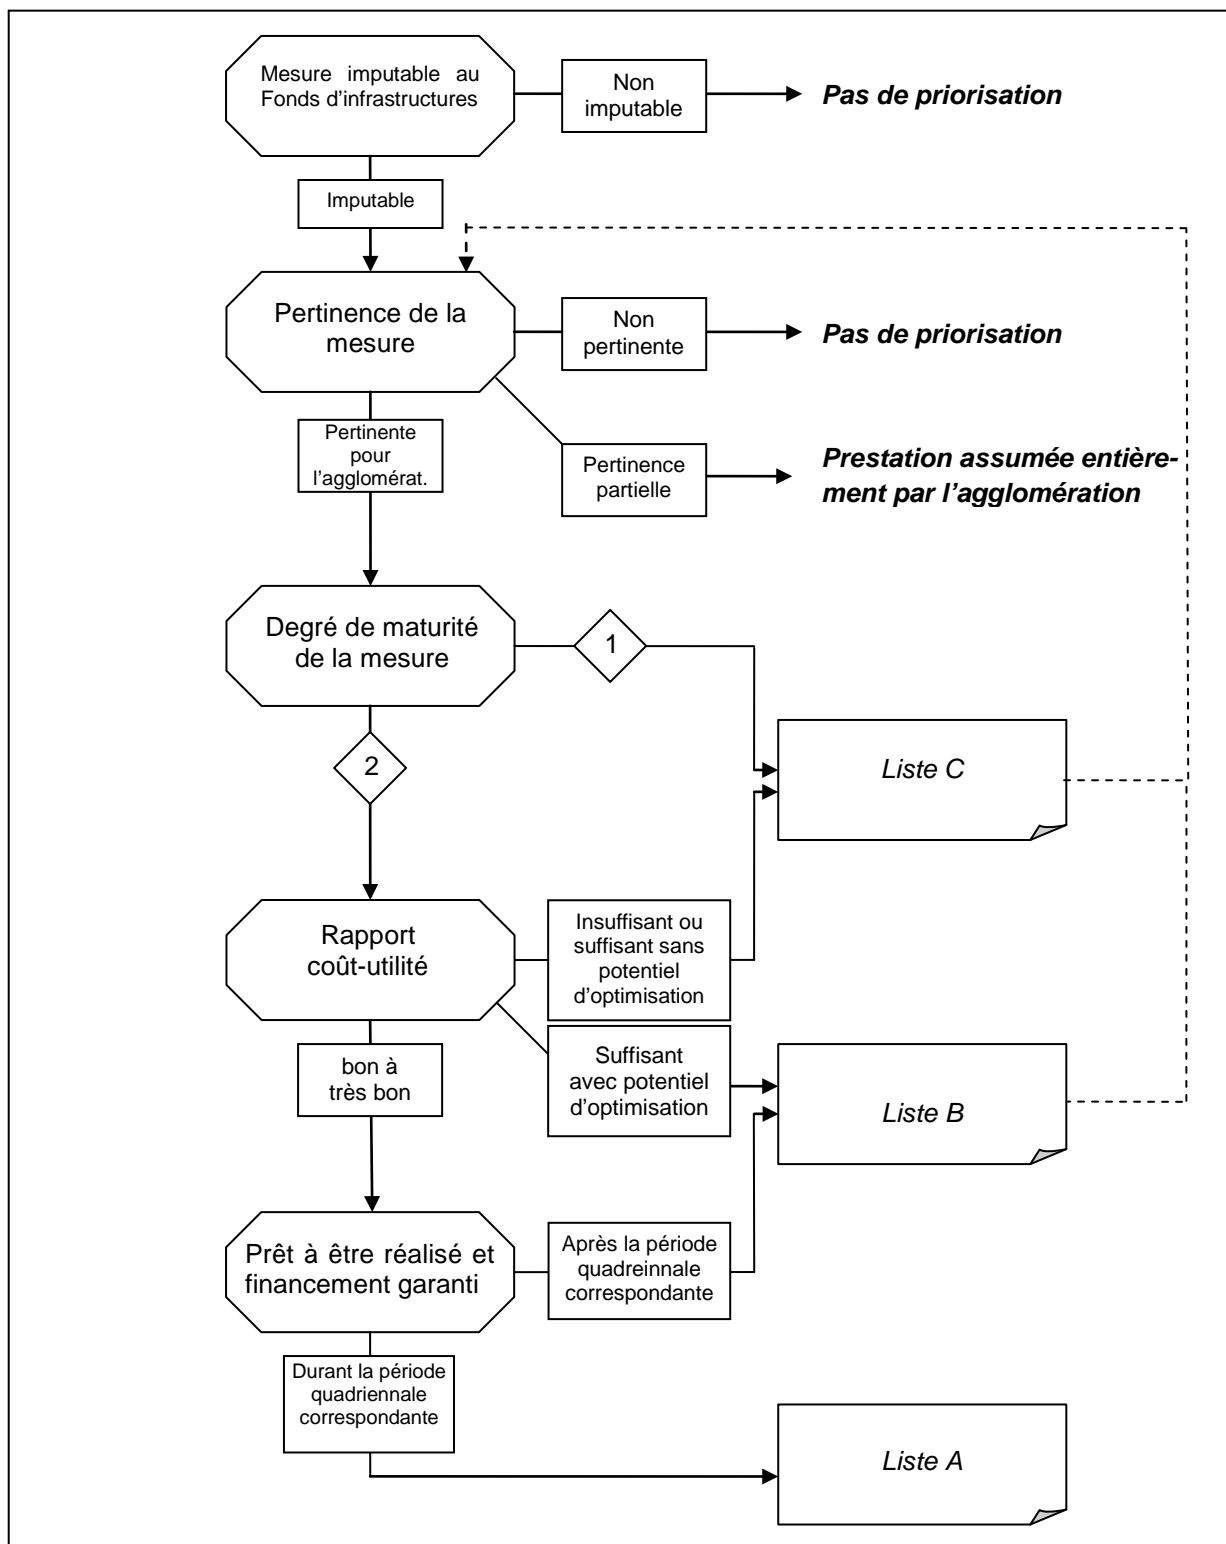 Mesure imputable au
Fonds d'infrastructures
Non
imputable
Pas de priorisation
Imputable
Pertinence de la
mesure
Non
pertinente
Pas de priorisation
Pertinente
pour
l'agglomérat.
Pertinence
partielle
Prestation assumée entière-
ment par l'agglomération
Degré de maturité
de la mesure
1
2
Liste C
Rapport
coût-utilité
Insuffisant ou
suffisant sans
potentiel
d'optimisation
bon à
très bon
Suffisant
avec potentiel
d'optimisation
Liste B
Prêt à être réalisé et
financement garanti
Après la période
quadreinnale
correspondante
Durant la période
quadriennale
correspondante
Liste A